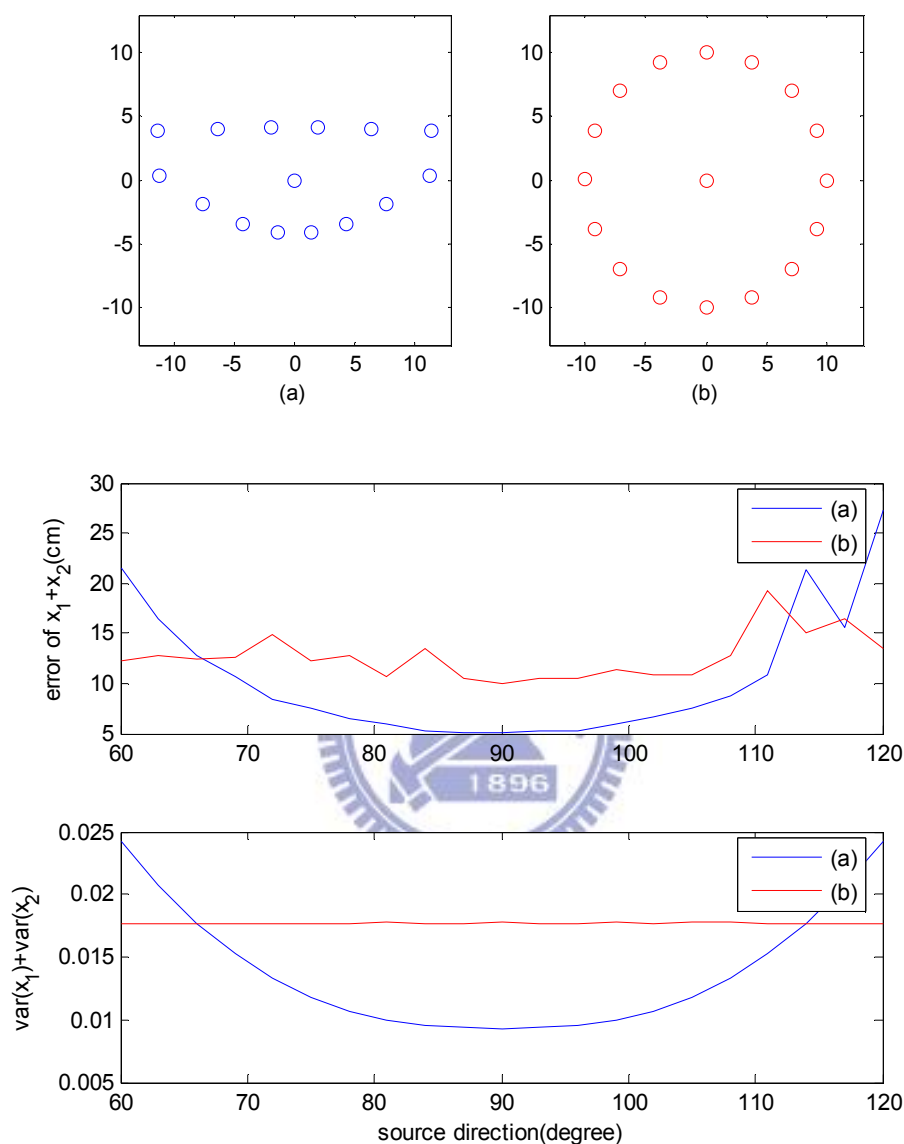 10
5
0
-5
-10
-10 -5 0 5 10
(a)
10
5
0
-5
-10
-10 -5 0 5 10
(b)
30
25
20
15
10
5
error of x1+x2(cm)
(a)
(b)
60 70 80 90 100 110 120
1896
0.025
0.02
0.015
0.01
0.005
var(x1)+var(x2)
(a)
(b)
60 70 80 90 100 110 120
source direction(degree)